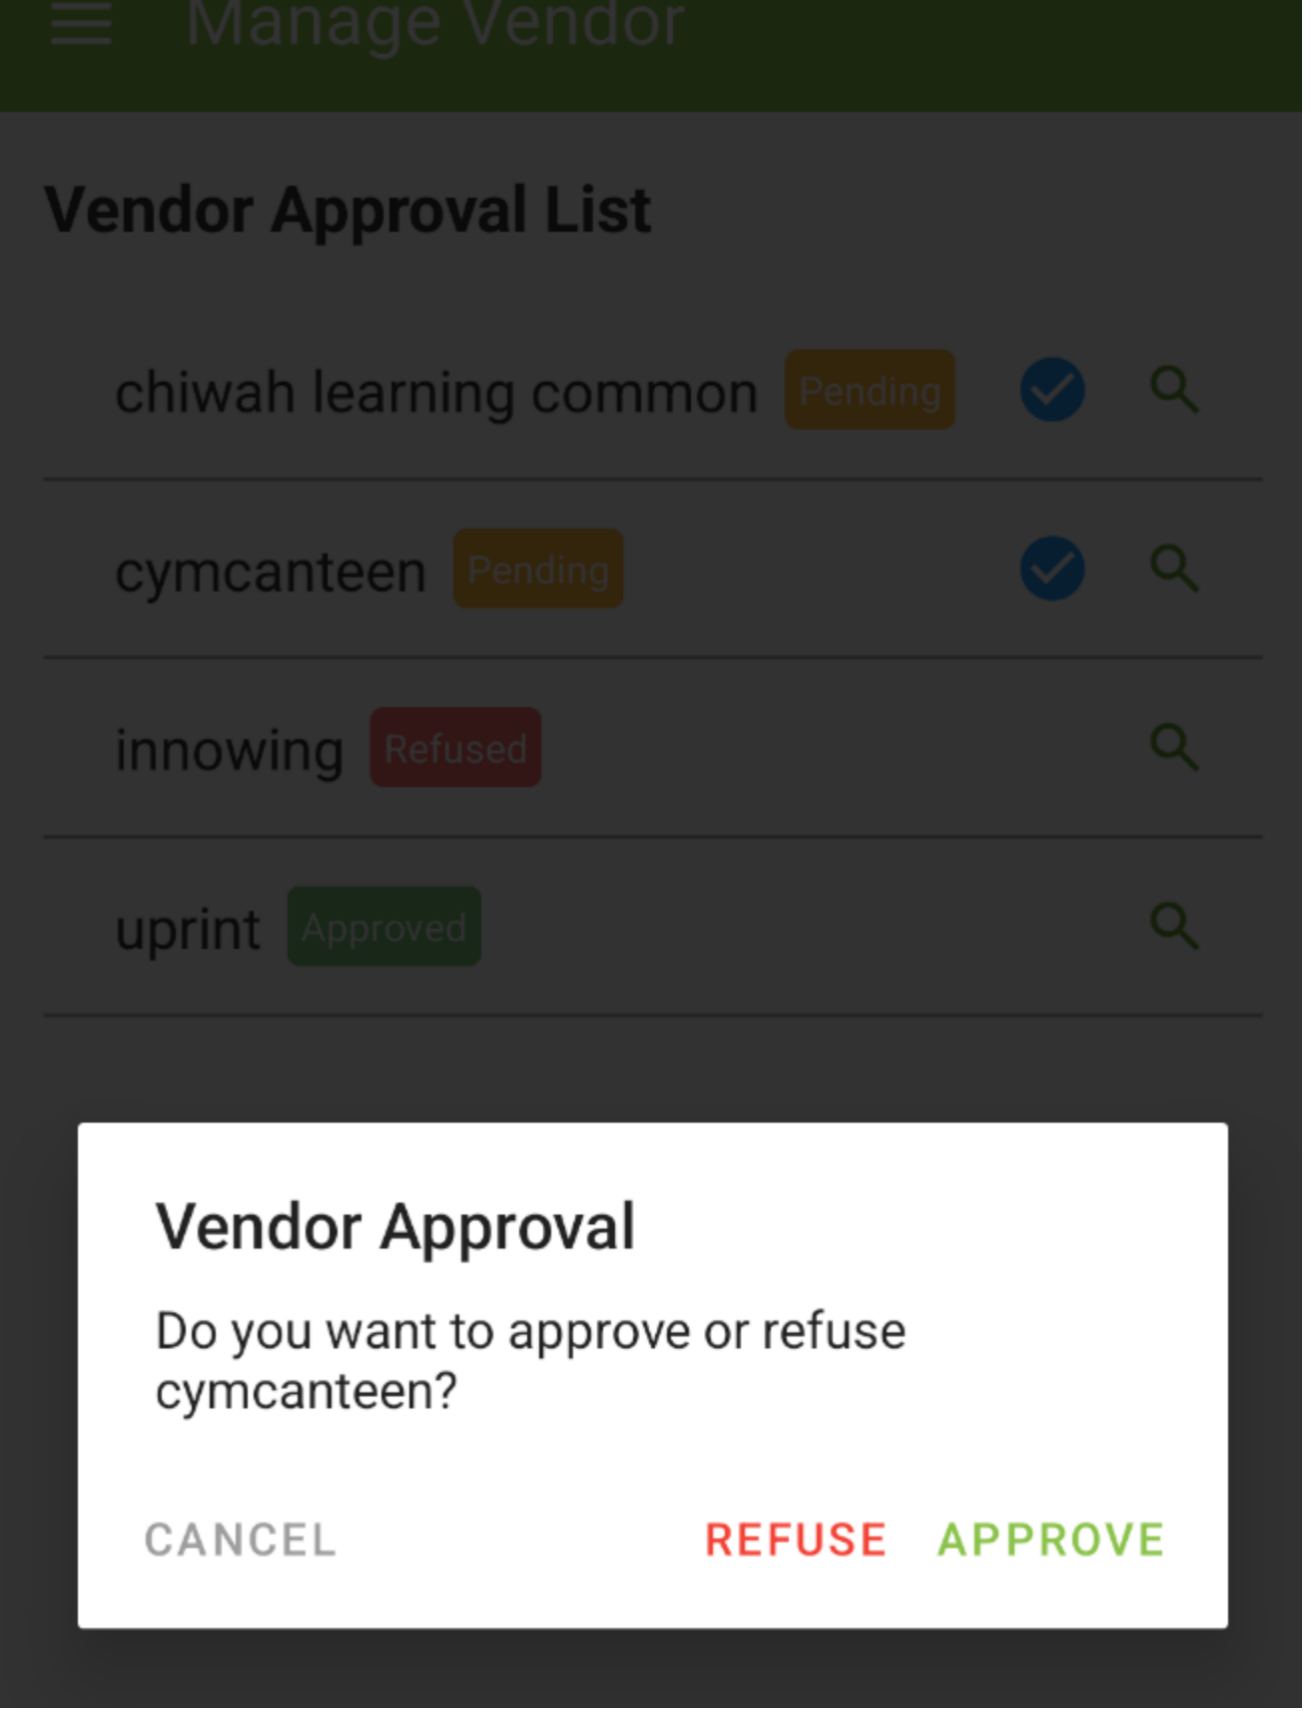 Manage Vendor
Vendor Approval List
chiwah learning common Pending
cymcanteen Pending
innowing Refused
uprint Approved
Vendor Approval
Do you want to approve or refuse
cymcanteen?
CANCEL REFUSE APPROVE